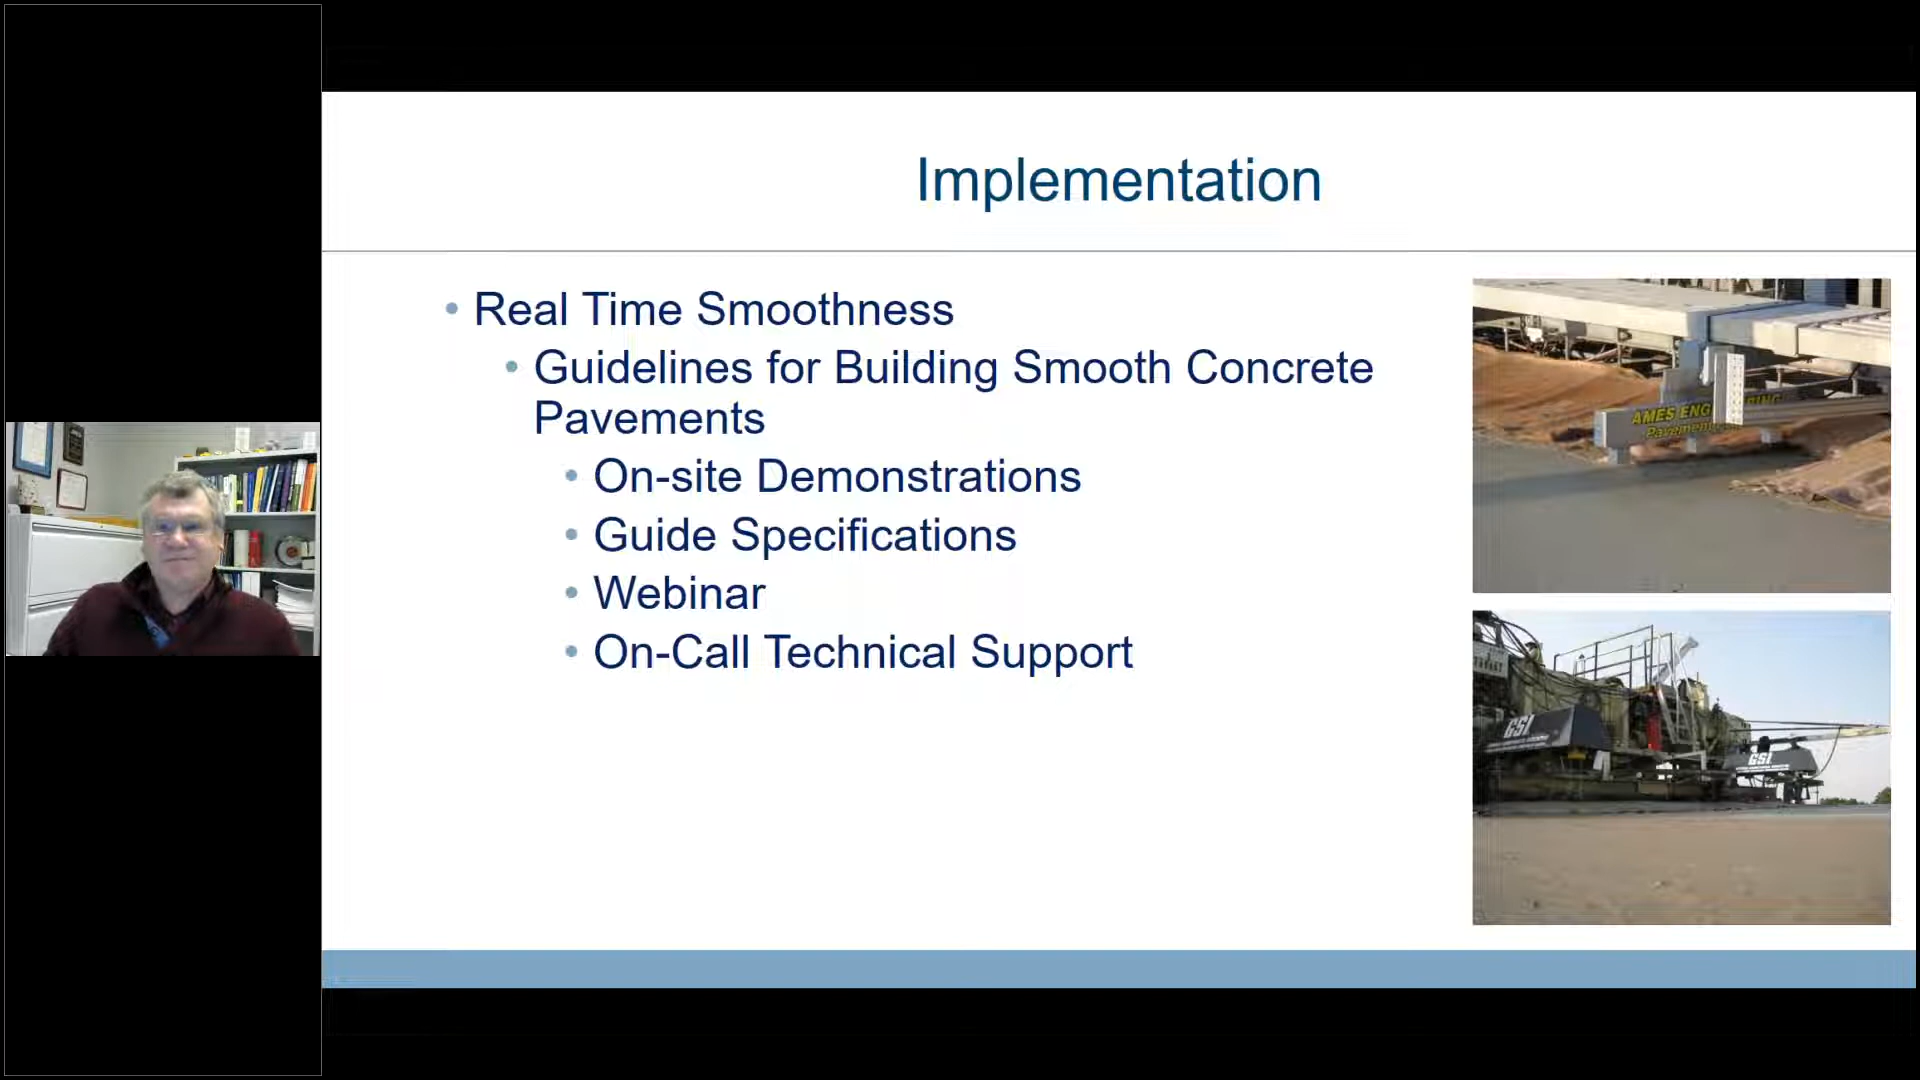 Implementation
Real Time Smoothness
Guidelines for Building Smooth Concrete
Pavements
On-site Demonstrations
Guide Specifications
Webinar
On-Call Technical Support
AMES ENG
GSI
GSI